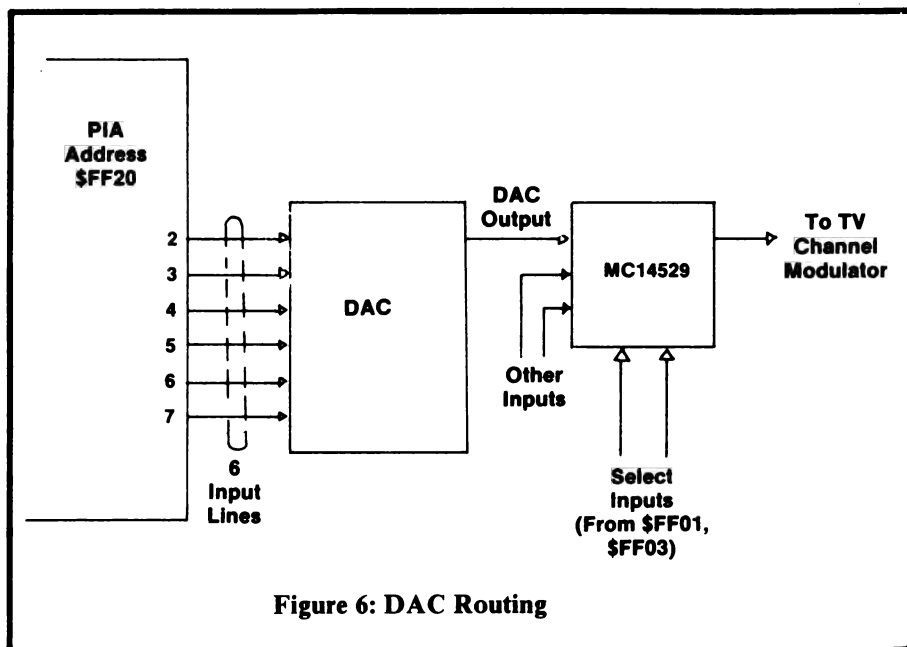 PIA
Address
$FF20
2
3
4
5
6
7
6
Input
Lines
DAC
DAC
Output
MC14529
Other
Inputs
Select
Inputs
(From $FF01,
$FF03)
To TV
Channel
Modulator
Figure 6: DAC Routing